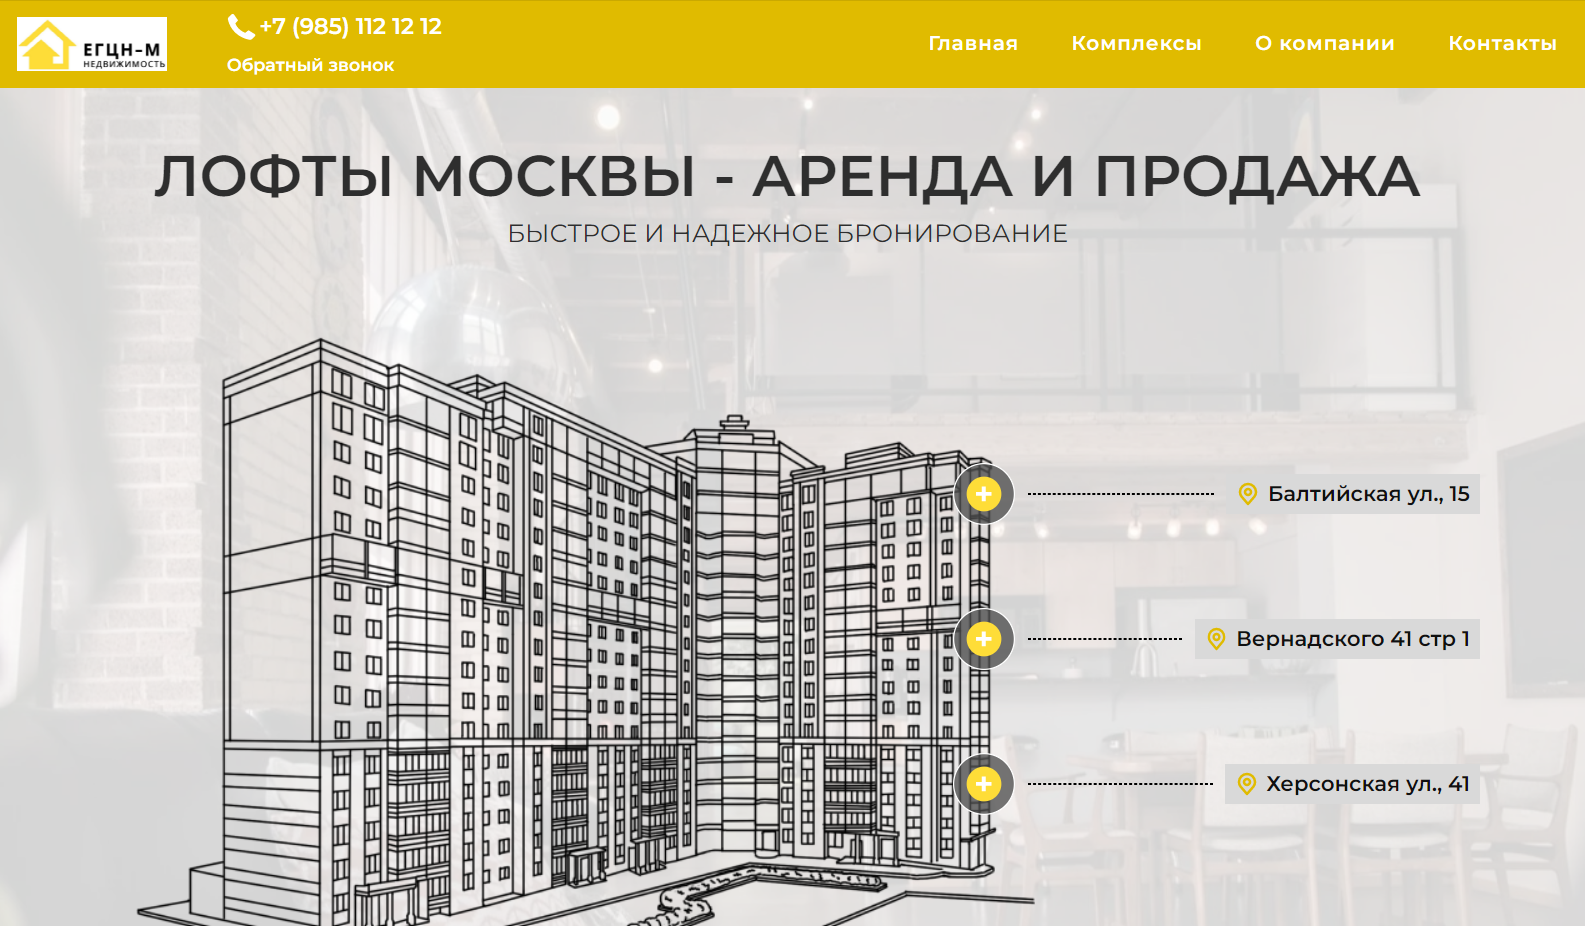 ЕГЦН-М
НЕДВИЖИМОСТЬ
+7 (985) 112 12 12
Обратный звонок
Главная
Комплексы
О компании
Контакты
ЛОФТЫ МОСКВЫ - АРЕНДА И ПРОДАЖА
БЫСТРОЕ И НАДЕЖНОЕ БРОНИРОВАНИЕ
Балтийская ул., 15
Вернадского 41 стр 1
Херсонская ул., 41